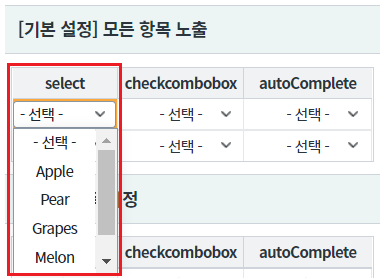 [기본 설정] 모든 항목 노출
select checkcombobox autoComplete
- 선택 - - 선택 - - 선택 -
- 선택 - - 선택 - - 선택 -
Apple
Pear
정
Grapes
Melon checkcombobox autoComplete